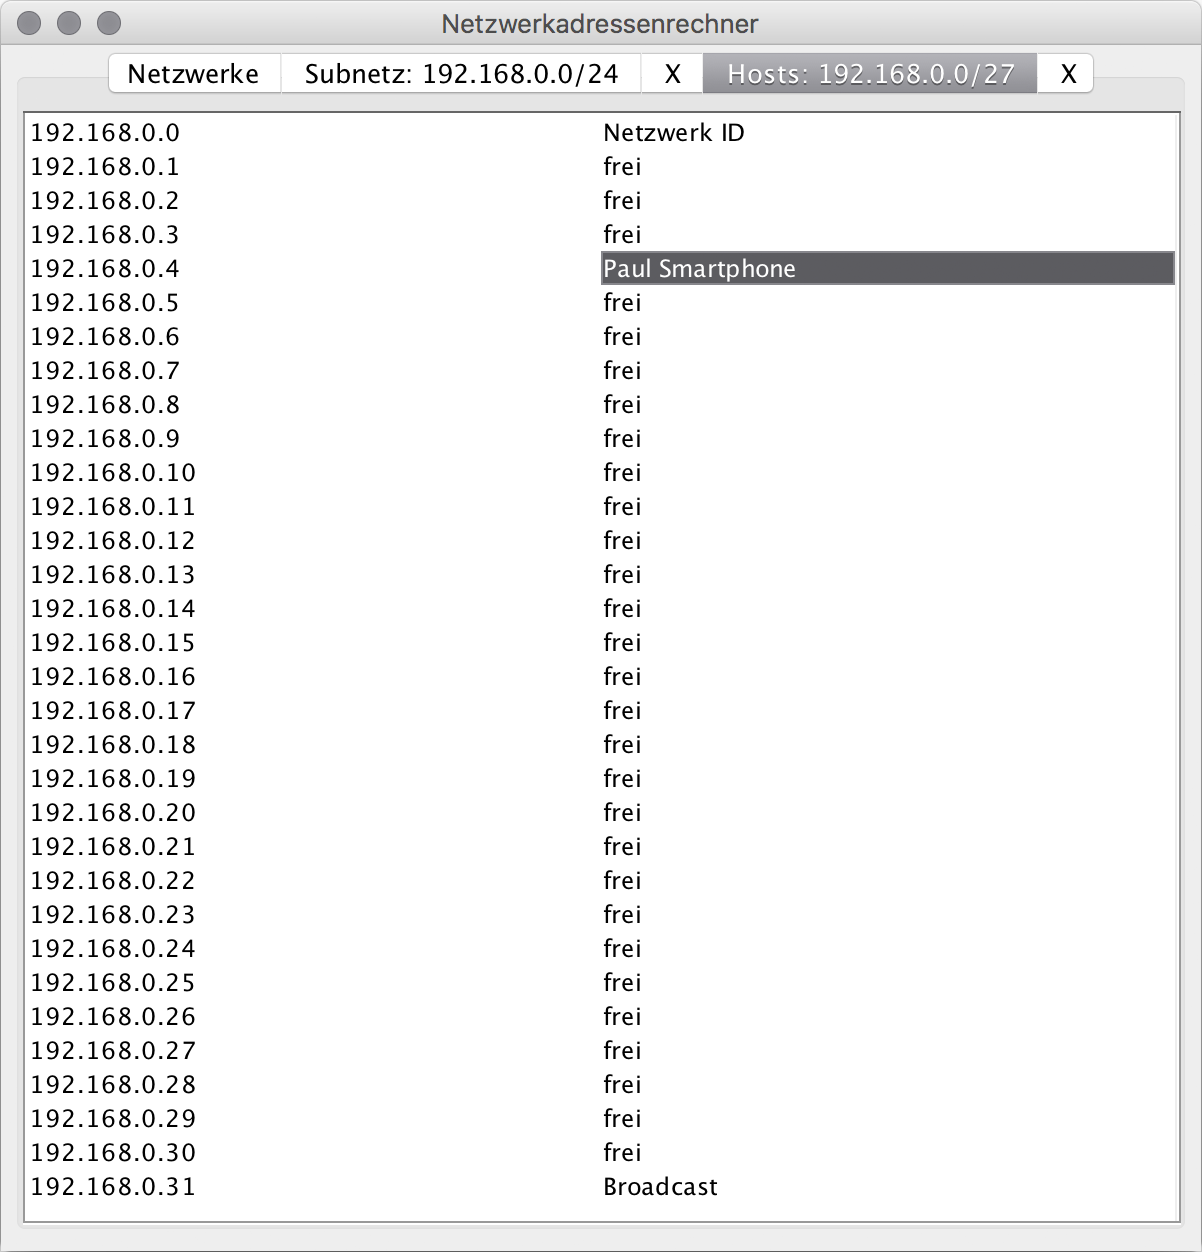 Netzwerkadressenrechner
Netzwerke Subnetz: 192.168.0.0/24 X Hosts: 192.168.0.0/27 X
192.168.0.0 Netzwerk ID
192.168.0.1 frei
192.168.0.2 frei
192.168.0.3 frei
192.168.0.4 Paul Smartphone
192.168.0.5 frei
192.168.0.6 frei
192.168.0.7 frei
192.168.0.8 frei
192.168.0.9 frei
192.168.0.10 frei
192.168.0.11 frei
192.168.0.12 frei
192.168.0.13 frei
192.168.0.14 frei
192.168.0.15 frei
192.168.0.16 frei
192.168.0.17 frei
192.168.0.18 frei
192.168.0.19 frei
192.168.0.20 frei
192.168.0.21 frei
192.168.0.22 frei
192.168.0.23 frei
192.168.0.24 frei
192.168.0.25 frei
192.168.0.26 frei
192.168.0.27 frei
192.168.0.28 frei
192.168.0.29 frei
192.168.0.30 frei
192.168.0.31 Broadcast